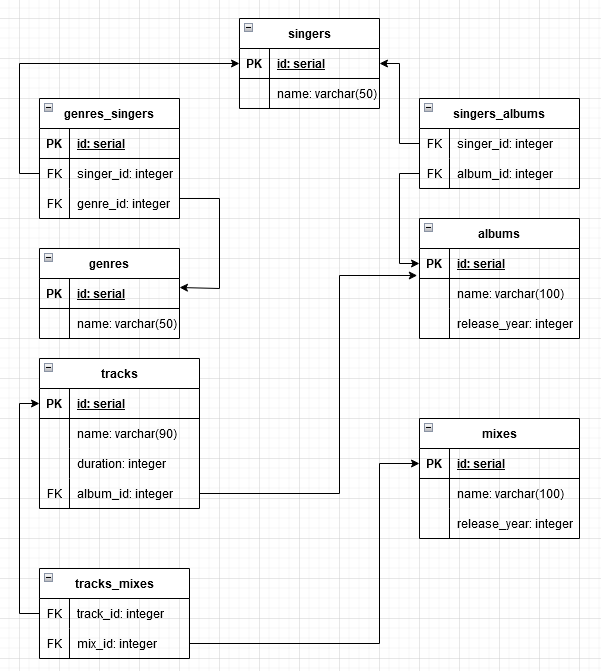 singers
PK id: serial
name: varchar(50)
genres_singers
PK id: serial
FK singer_id: integer
FK genre_id: integer
singers_albums
FK singer_id: integer
FK album_id: integer
genres
PK id: serial
name: varchar(50)
albums
PK id: serial
name: varchar(100)
release_year: integer
tracks
PK id: serial
name: varchar(90)
duration: integer
FK album_id: integer
mixes
PK id: serial
name: varchar(100)
release_year: integer
tracks_mixes
FK track_id: integer
FK mix_id: integer